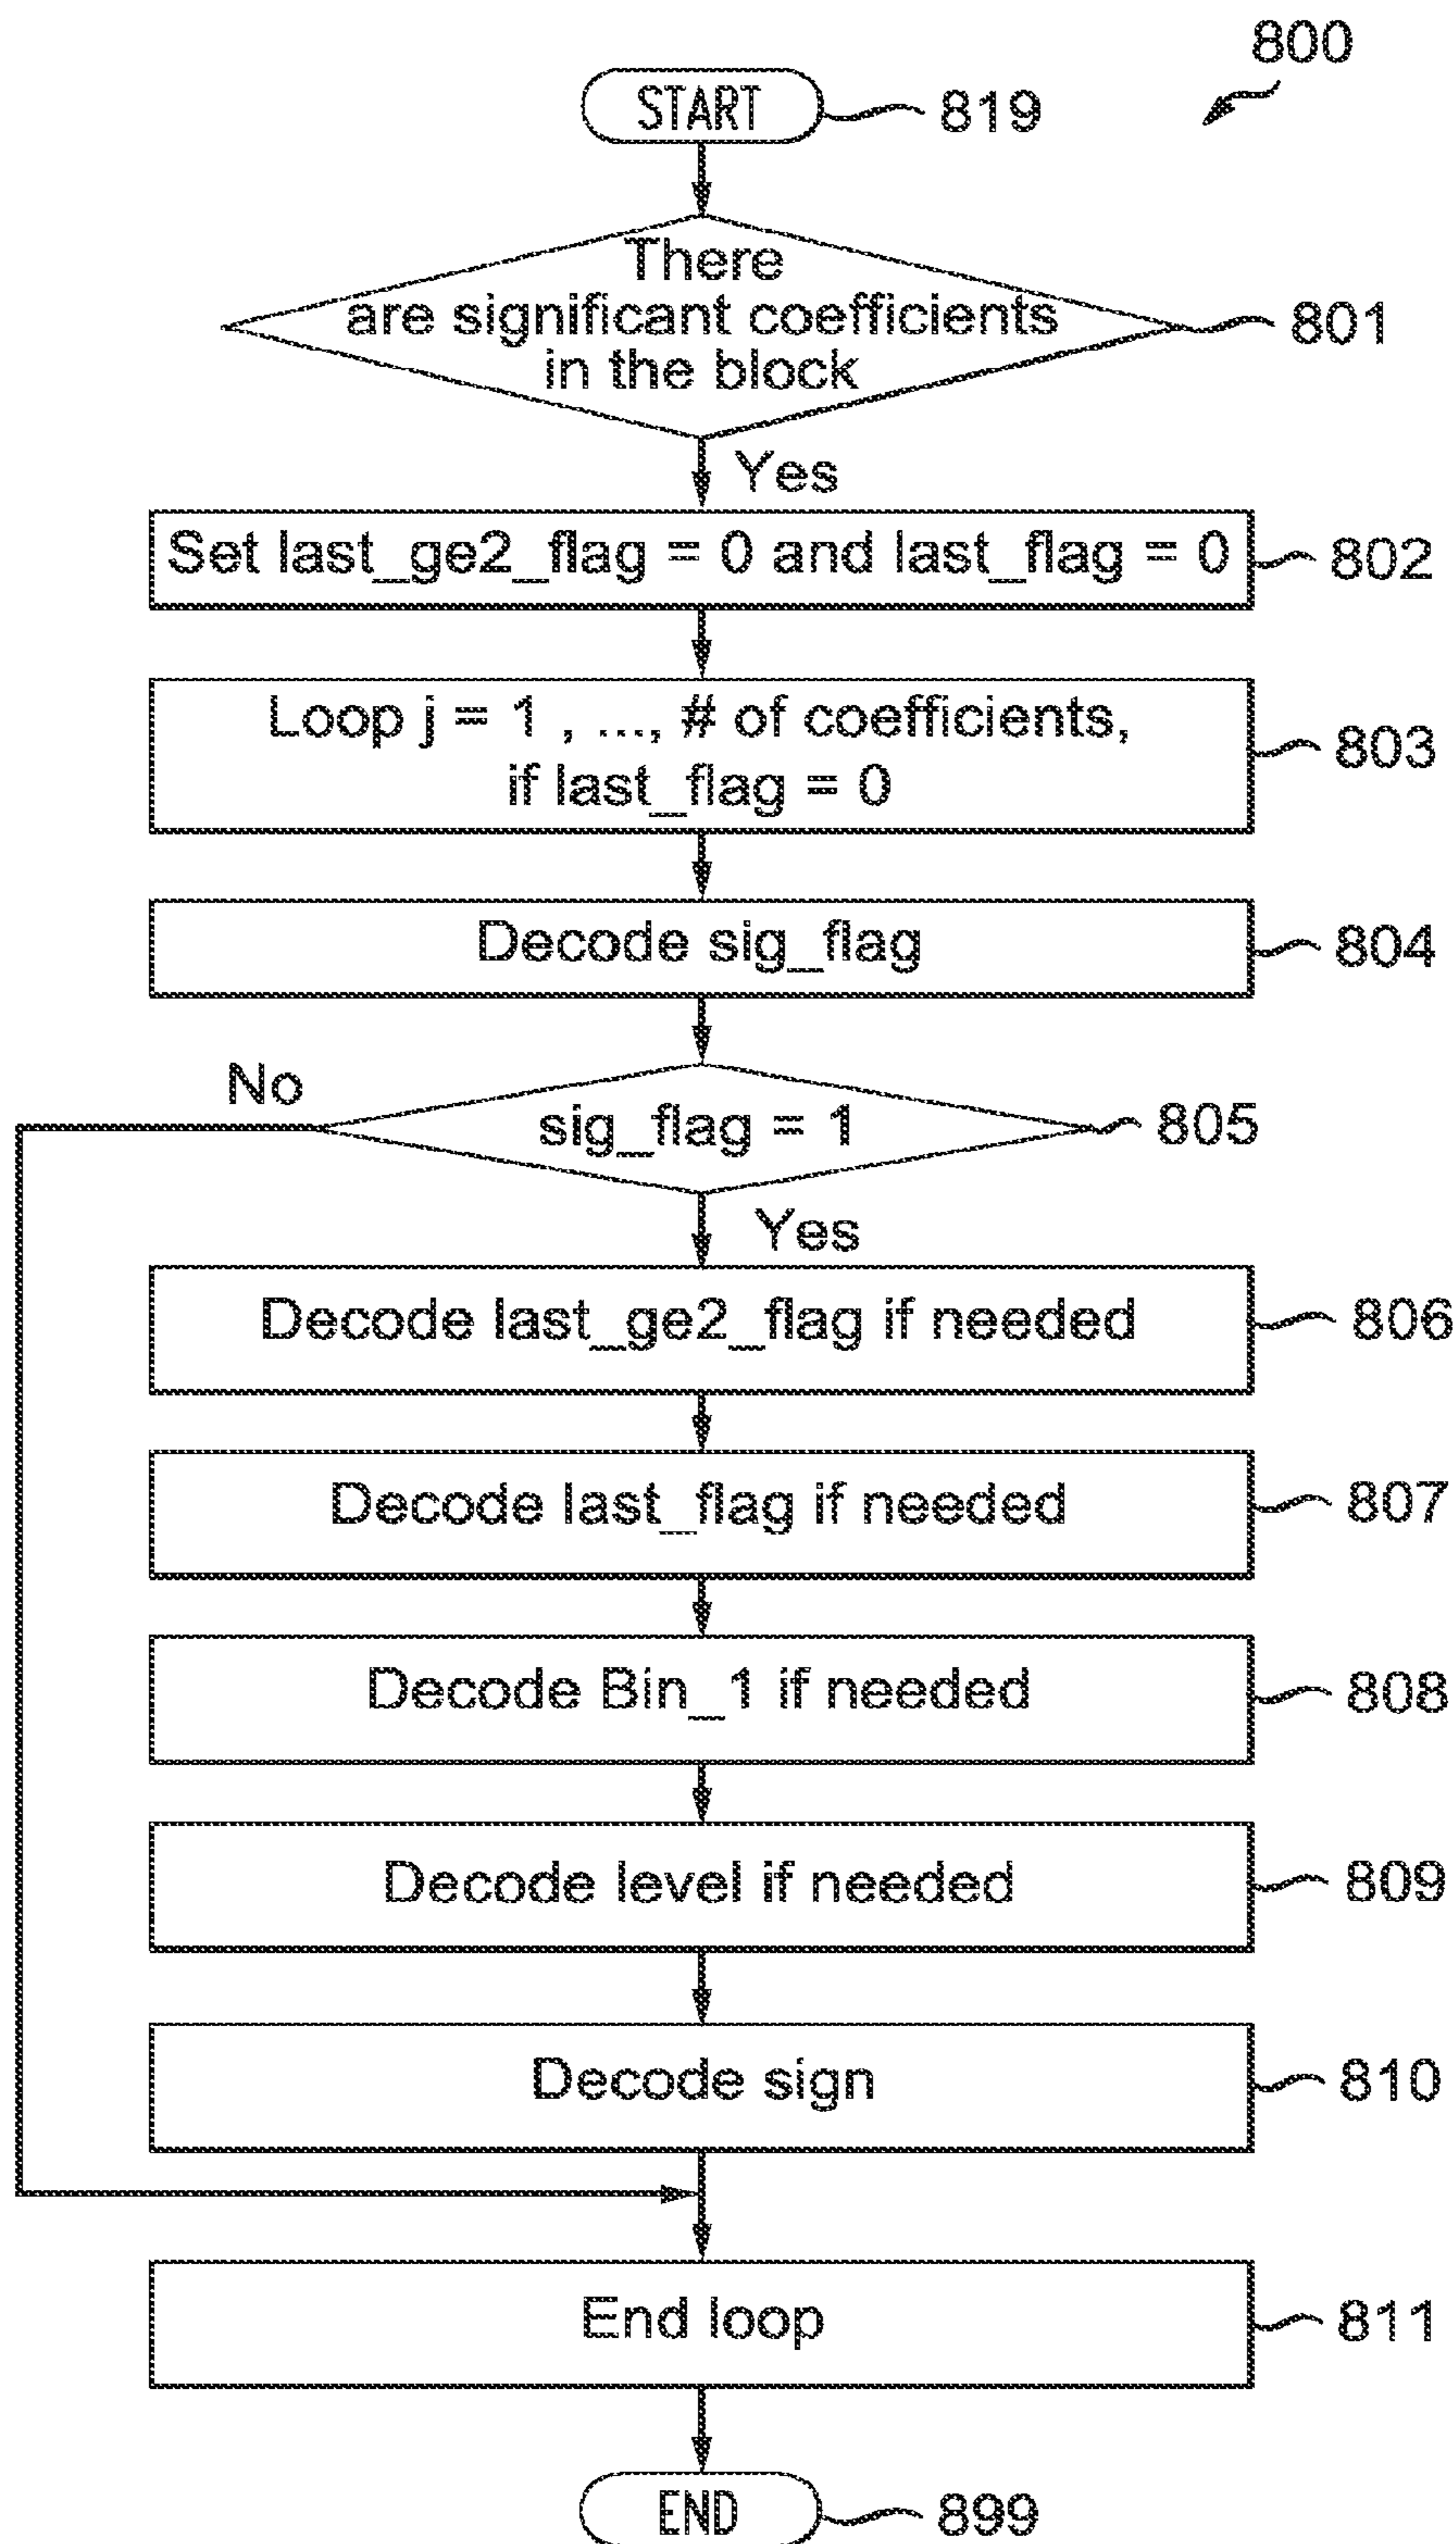 800
START
819
There
are significant coefficients
in the block
801
Yes
Set last_ge2_flag = 0 and last_flag = 0
802
Loop j = 1 , ..., # of coefficients,
if last_flag = 0
803
Decode sig_flag
804
No
sig_flag = 1
805
Yes
Decode last_ge2_flag if needed
806
Decode last_flag if needed
807
Decode Bin_1 if needed
808
Decode level if needed
809
Decode sign
810
End loop
811
END
899